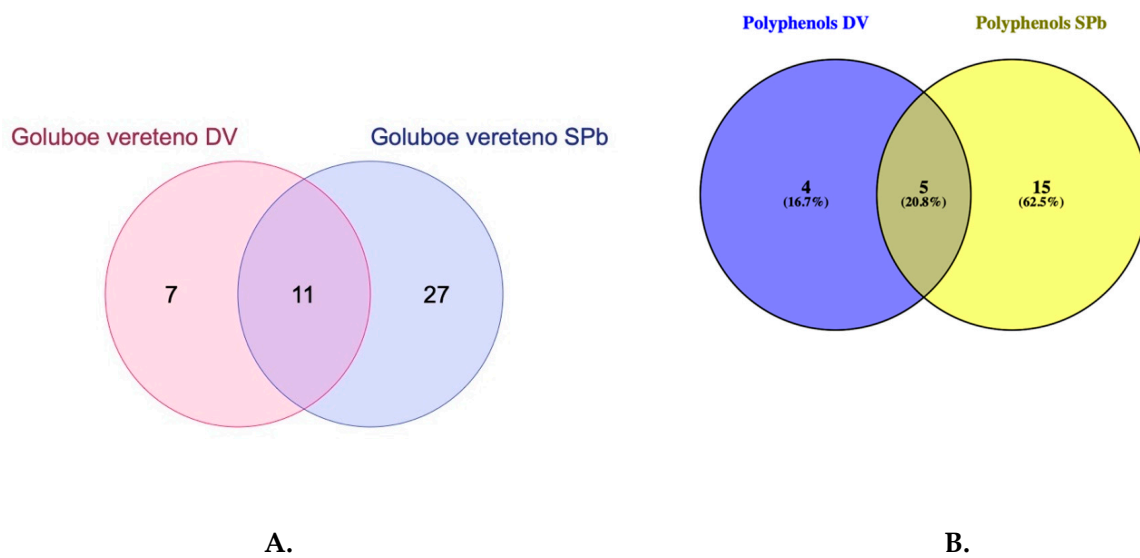 Goluboe vereteno DV
Goluboe vereteno SPb
7
11
27
Polyphenols DV
Polyphenols SPb
4
(16.7%)
5
(20.8%)
15
(62.5%)
A.
B.